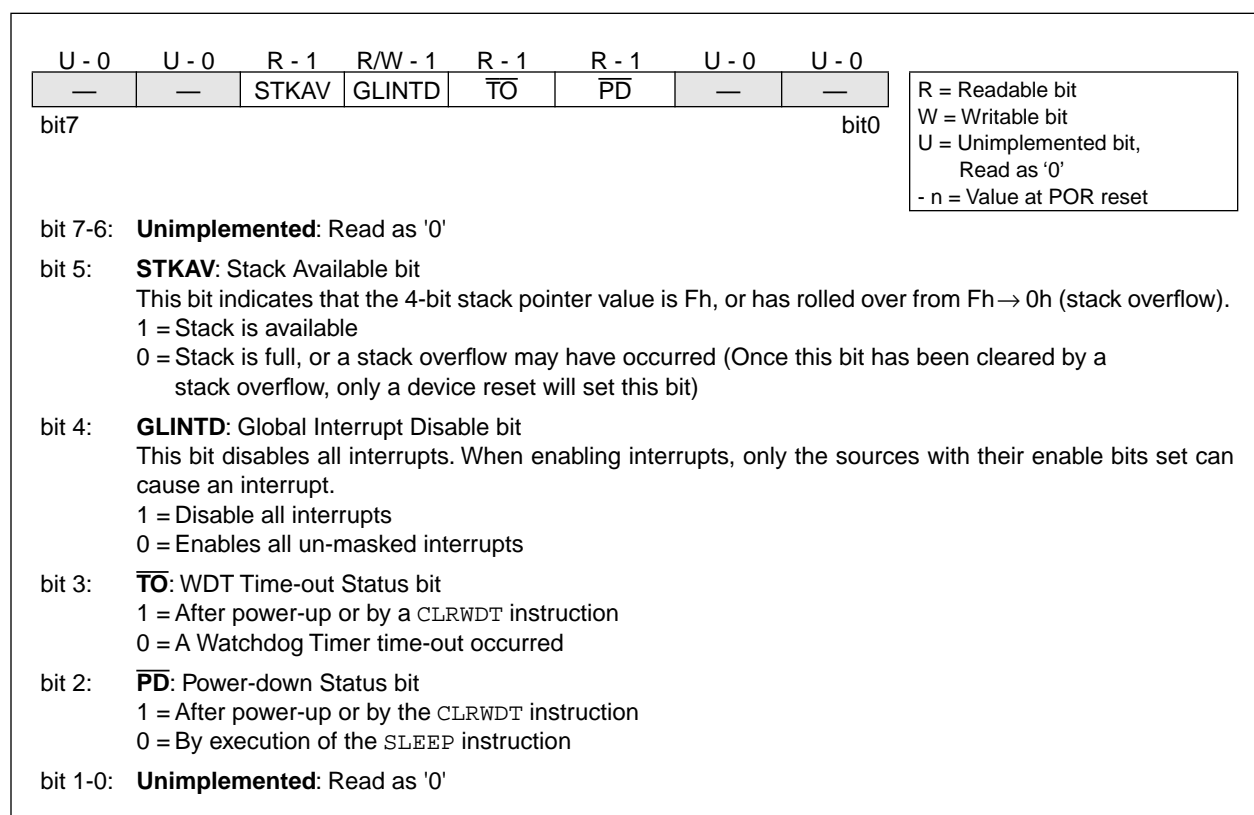 U - 0 U - 0 R - 1 R/W - 1 R - 1 R - 1 U - 0 U - 0
— — STKAV GLINTD T̅O̅ P̅D̅ — —
bit7 bit0
R = Readable bit
W = Writable bit
U = Unimplemented bit,
Read as ‘0’
- n = Value at POR reset
bit 7-6: Unimplemented: Read as '0'
bit 5: STKAV: Stack Available bit
This bit indicates that the 4-bit stack pointer value is Fh, or has rolled over from Fh→ 0h (stack overflow).
1 = Stack is available
0 = Stack is full, or a stack overflow may have occurred (Once this bit has been cleared by a
stack overflow, only a device reset will set this bit)
bit 4: GLINTD: Global Interrupt Disable bit
This bit disables all interrupts. When enabling interrupts, only the sources with their enable bits set can
cause an interrupt.
1 = Disable all interrupts
0 = Enables all un-masked interrupts
bit 3: T̅O̅: WDT Time-out Status bit
1 = After power-up or by a CLRWDT instruction
0 = A Watchdog Timer time-out occurred
bit 2: P̅D̅: Power-down Status bit
1 = After power-up or by the CLRWDT instruction
0 = By execution of the SLEEP instruction
bit 1-0: Unimplemented: Read as '0'